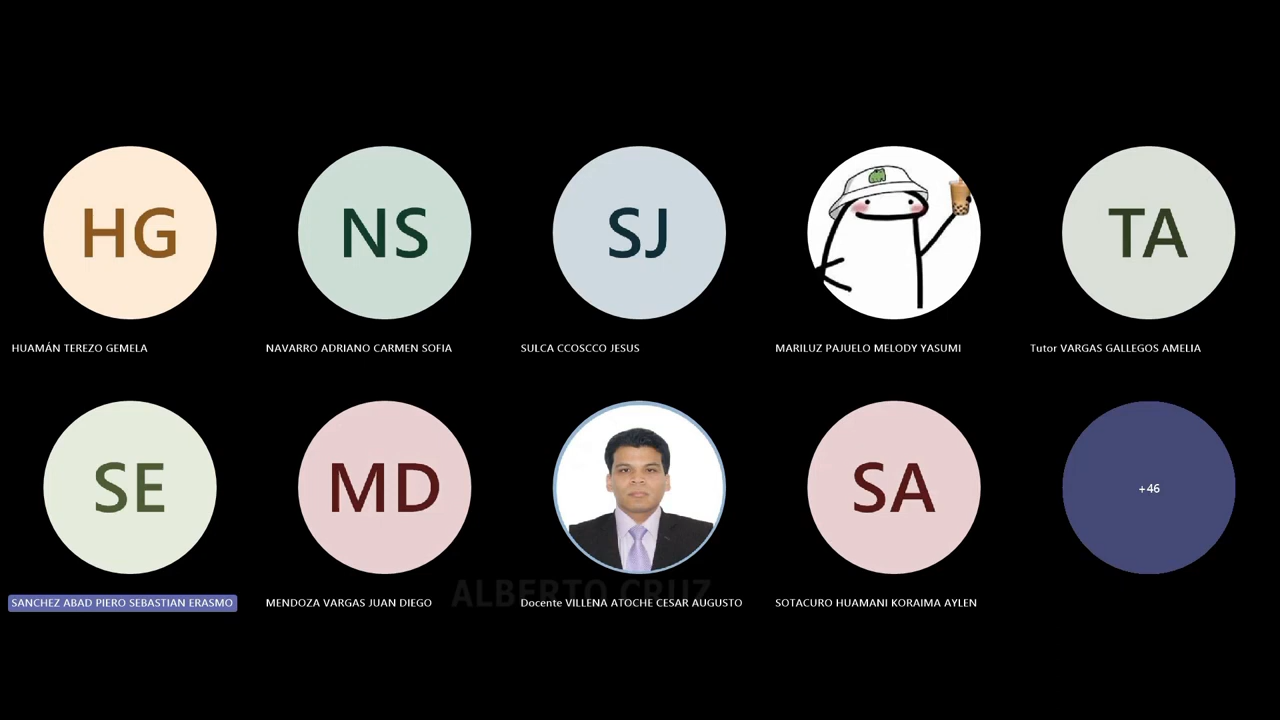 HG
NS
SJ
TA
HUAMÁN TEREZO GEMELA
NAVARRO ADRIANO CARMEN SOFIA
SULCA CCOSCCO JESUS
MARILUZ PAJUELO MELODY YASUMI
Tutor VARGAS GALLEGOS AMELIA
SE
MD
SA
+46
SANCHEZ ABAD PIERO SEBASTIAN ERASMO
MENDOZA VARGAS JUAN DIEGO
ALBERTO CRUZ
Docente VILLENA ATOCHE CESAR AUGUSTO
SOTACURO HUAMANI KORAIMA AYLEN